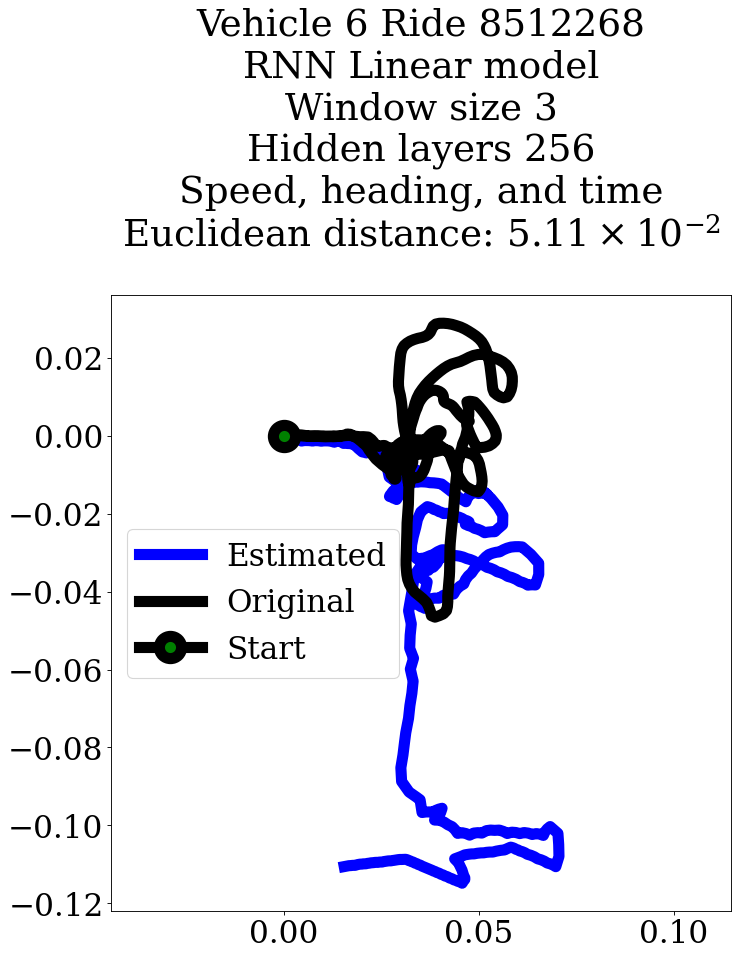 Vehicle 6 Ride 8512268
RNN Linear model
Window size 3
Hidden layers 256
Speed, heading, and time
Euclidean distance: 5.11 × 10⁻²
0.02
0.00
−0.02
−0.04
−0.06
−0.08
−0.10
−0.12
Estimated
Original
Start
0.00 0.05 0.10